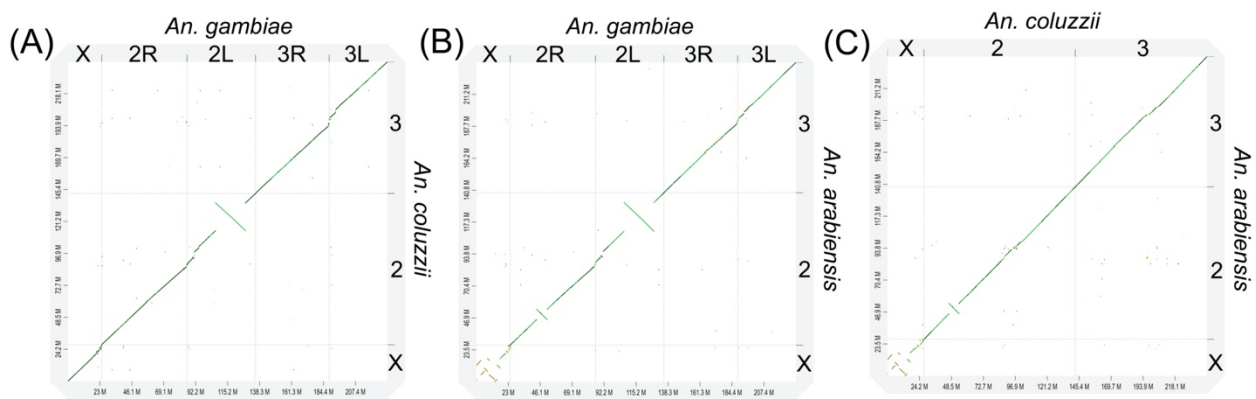 (A)
An. gambiae
X 2R 2L 3R 3L
218.1 M
193.9 M
169.7 M
145.4 M
121.2 M
96.9 M
72.7 M
48.5 M
24.2 M
3
2
X
An. coluzzii
23 M 46.1 M 69.1 M 92.2 M 115.2 M 138.3 M 161.3 M 184.4 M 207.4 M
(B)
An. gambiae
X 2R 2L 3R 3L
211.2 M
187.7 M
164.2 M
140.8 M
117.3 M
93.8 M
70.4 M
46.9 M
23.5 M
3
2
X
An. arabiensis
23 M 46.1 M 69.1 M 92.2 M 115.2 M 138.3 M 161.3 M 184.4 M 207.4 M
(C)
An. coluzzii
X 2 3
211.2 M
187.7 M
164.2 M
140.8 M
117.3 M
93.8 M
70.4 M
46.9 M
23.5 M
3
2
X
An. arabiensis
24.2 M 48.5 M 72.7 M 96.9 M 121.2 M 145.4 M 169.7 M 193.9 M 218.1 M